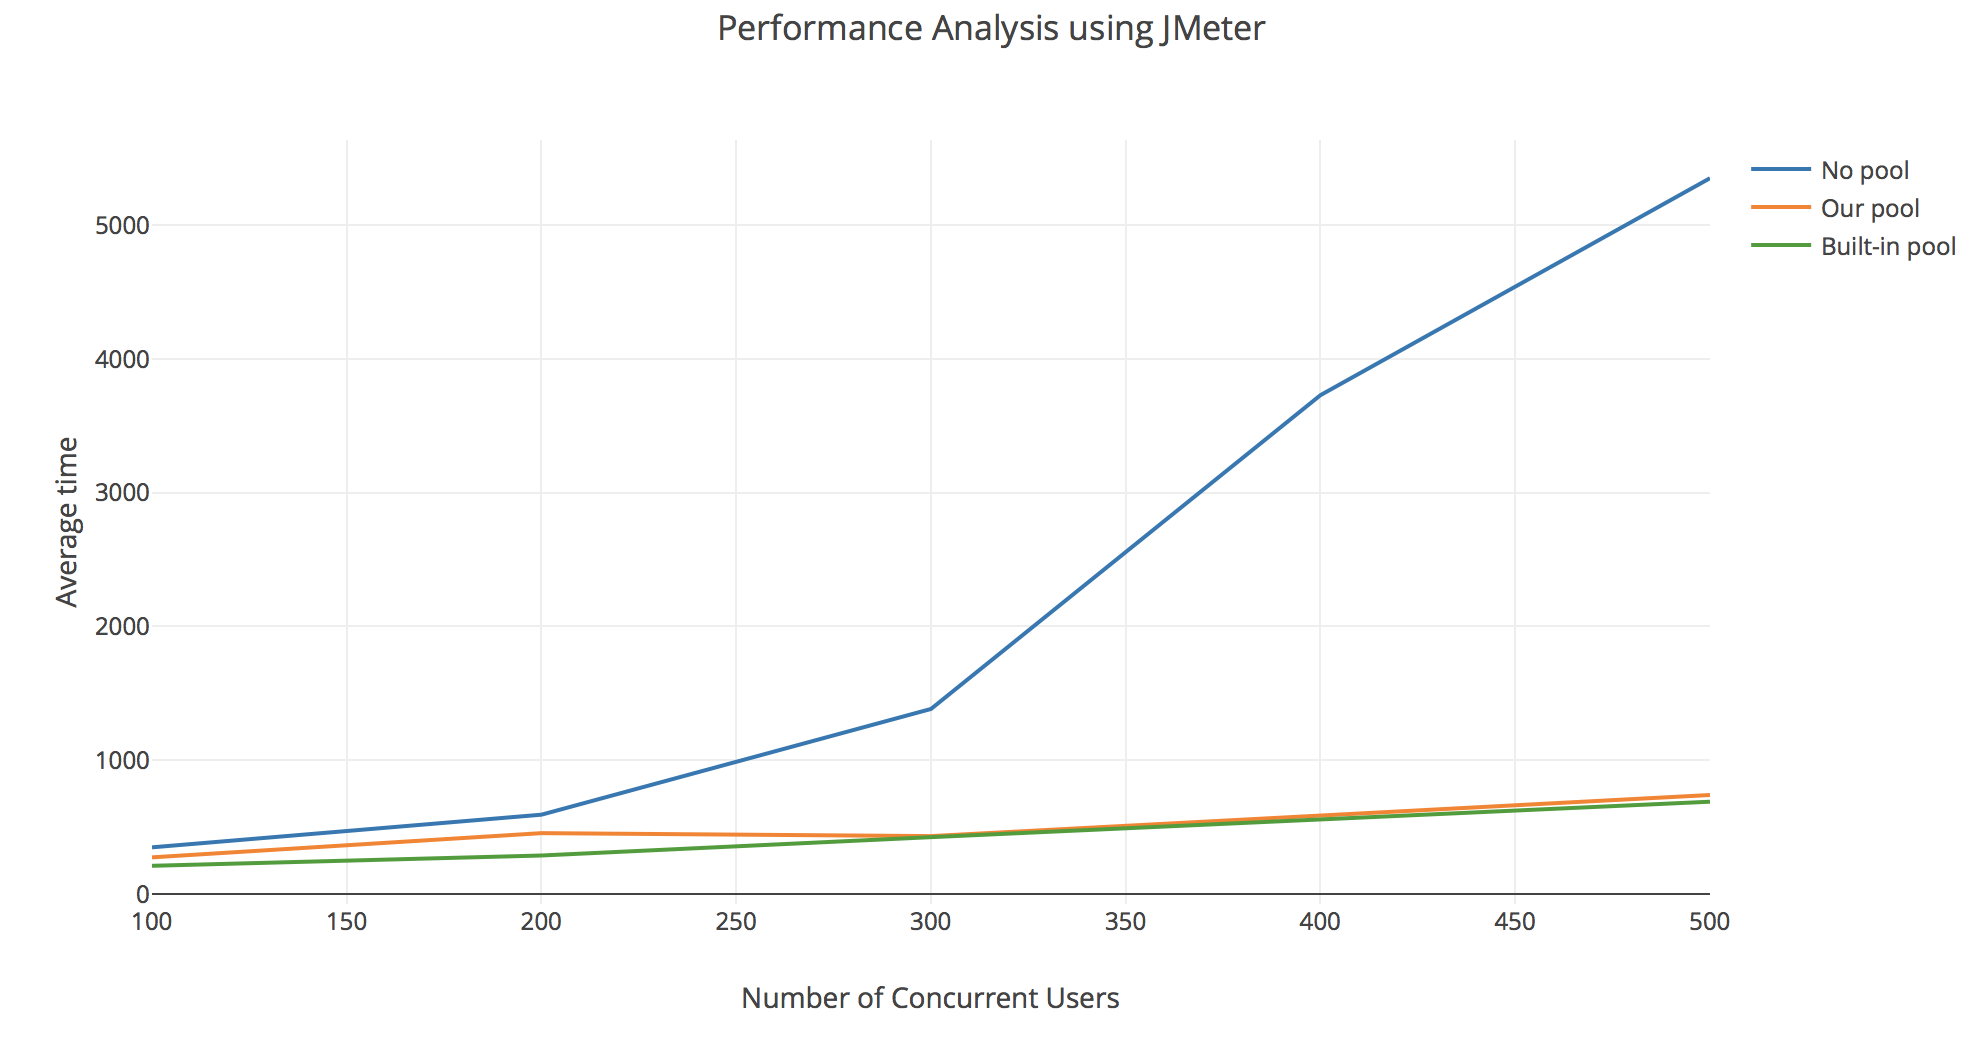 Performance Analysis using JMeter
No pool
Our pool
Built-in pool
Average time
5000
4000
3000
2000
1000
0
100 150 200 250 300 350 400 450 500
Number of Concurrent Users